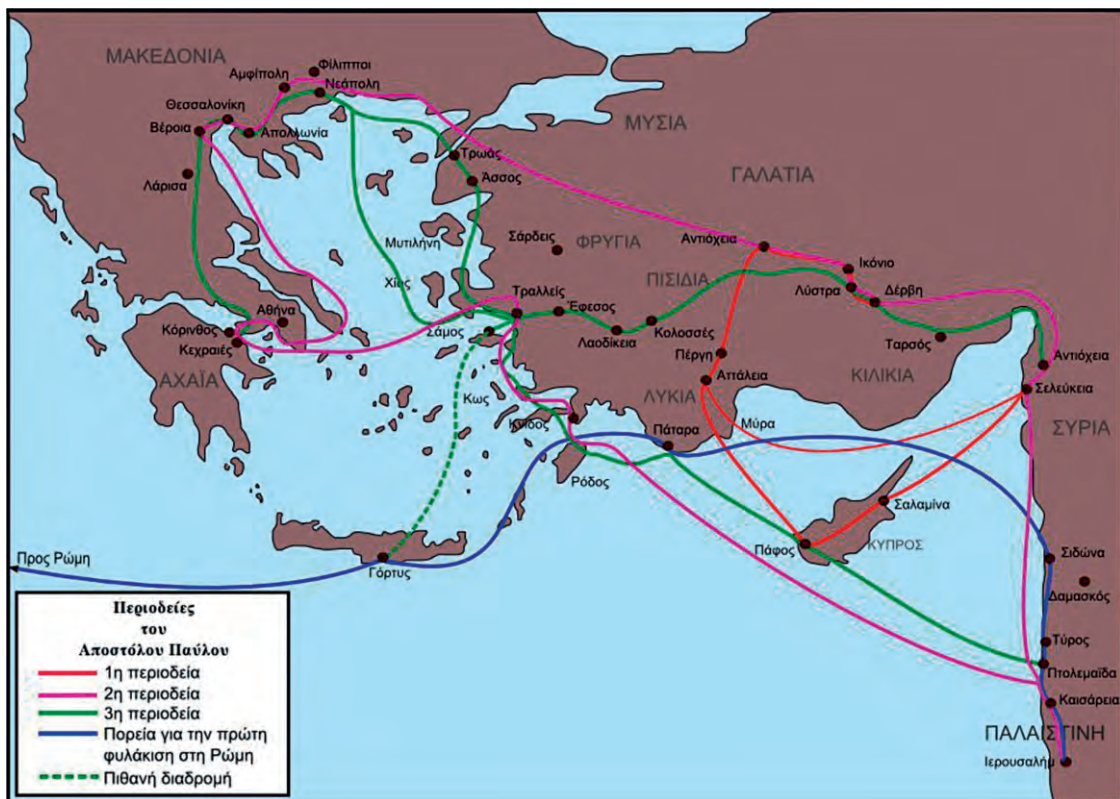 ΜΑΚΕΔΟΝΙΑ
Φίλιπποι
Αμφίπολη
Νεάπολη
Θεσσαλονίκη
Βέροια
Απολλωνία
ΜΥΣΙΑ
Τρωάς
Λάρισα
Άσσος
ΓΑΛΑΤΙΑ
Μυτιλήνη
Σάρδεις
ΦΡΥΓΙΑ
Αντιόχεια
Ικόνιο
Χίος
ΠΙΣΙΔΙΑ
Λύστρα
Δέρβη
Τραλλείς
Έφεσος
Αθήνα
Κόρινθος
Σάμος
Κολοσσές
Λαοδίκεια
Ταρσός
Κεχραιές
Πέργη
Αντιόχεια
ΑΧΑΪΑ
Απάλεια
ΚΙΛΙΚΙΑ
Σελεύκεια
Κως
ΛΥΚΙΑ
Κνίδος
Μύρα
Πάταρα
ΣΥΡΙΑ
Ρόδος
Σαλαμίνα
Πάφος
ΚΥΠΡΟΣ
Προς Ρώμη
Γόρτυς
Σιδώνα
Δαμασκός
Τύρος
Πτολεμαΐδα
Καισάρεια
ΠΑΛΑΙΣΤΙΝΗ
Ιερουσαλήμ
Περιοδείες
του
Αποστόλου Παύλου
1η περιοδεία
2η περιοδεία
3η περιοδεία
Πορεία για την πρώτη
φυλάκιση στη Ρώμη
Πιθανή διαδρομή